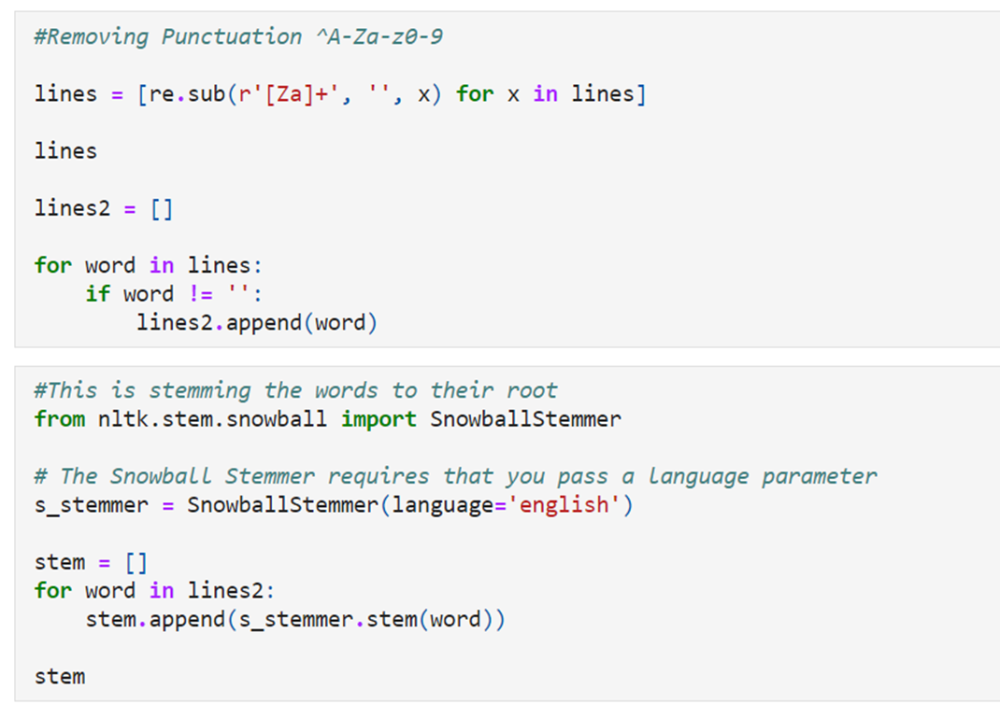 #Removing Punctuation ^A-Za-z0-9
lines = [re.sub(r'[Za]+', '', x) for x in lines]
lines
lines2 = []
for word in lines:
    if word != '':
        lines2.append(word)
#This is stemming the words to their root
from nltk.stem.snowball import SnowballStemmer
# The Snowball Stemmer requires that you pass a language parameter
s_stemmer = SnowballStemmer(language='english')
stem = []
for word in lines2:
    stem.append(s_stemmer.stem(word))
stem